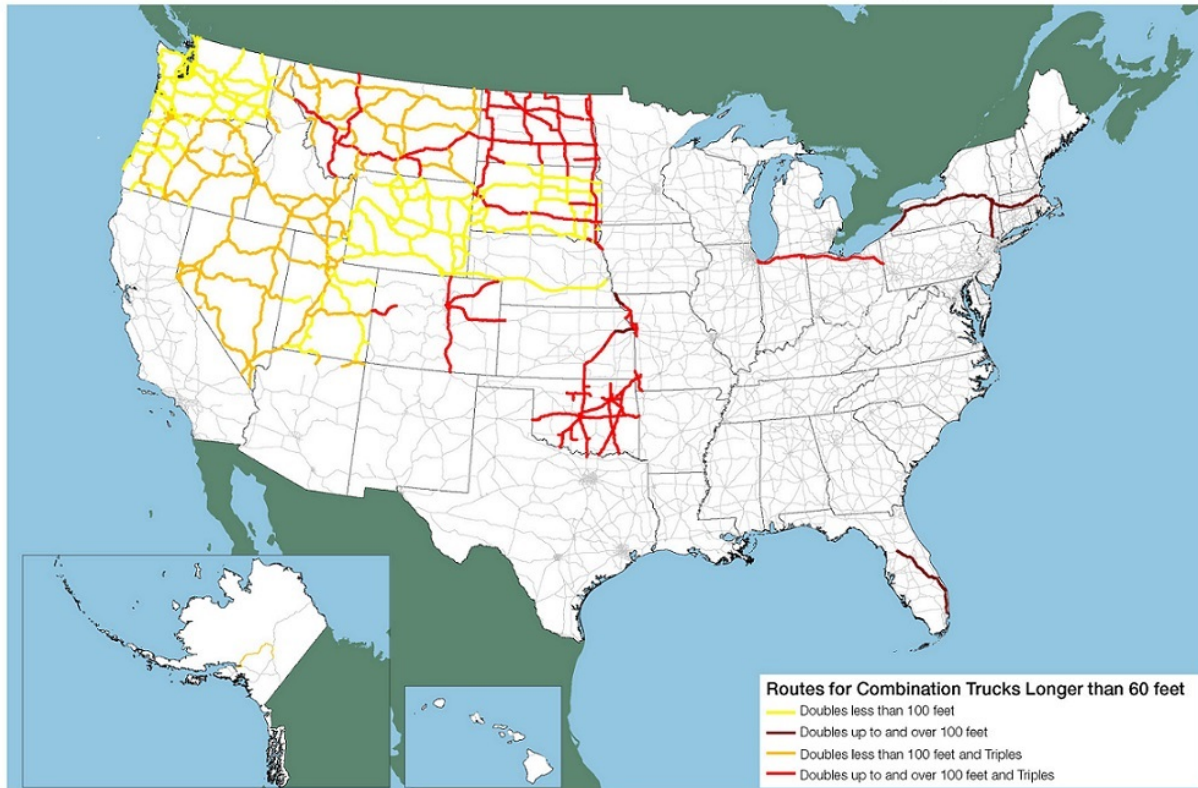 Routes for Combination Trucks Longer than 60 feet
Doubles less than 100 feet
Doubles up to and over 100 feet
Doubles less than 100 feet and Triples
Doubles up to and over 100 feet and Triples